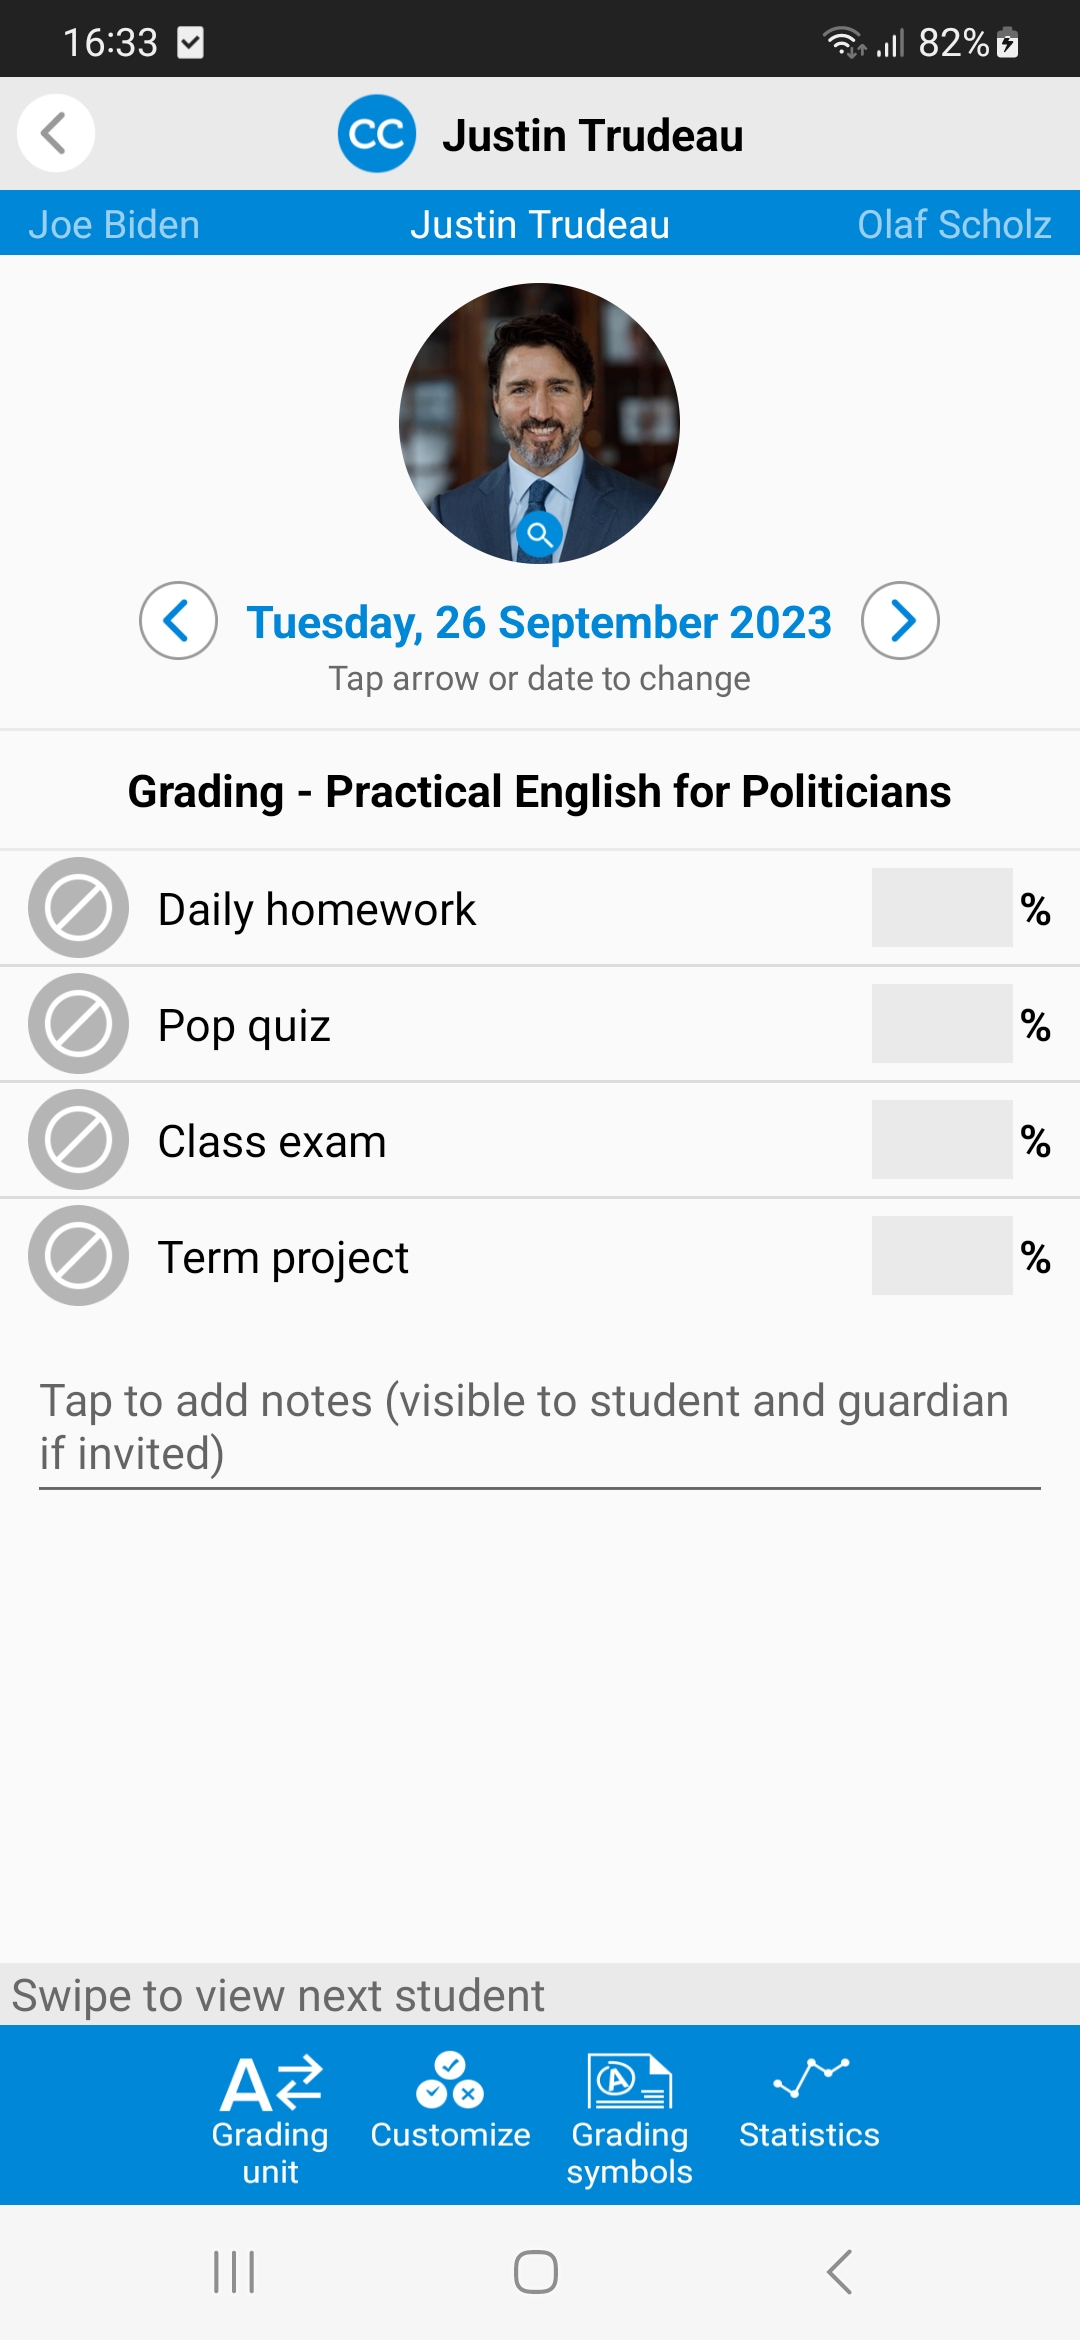 16:33
82%
CC Justin Trudeau
Joe Biden Justin Trudeau Olaf Scholz
Tuesday, 26 September 2023
Tap arrow or date to change
Grading - Practical English for Politicians
Daily homework %
Pop quiz %
Class exam %
Term project %
Tap to add notes (visible to student and guardian
if invited)
Swipe to view next student
A
Grading
unit
Customize
A
Grading
symbols
Statistics